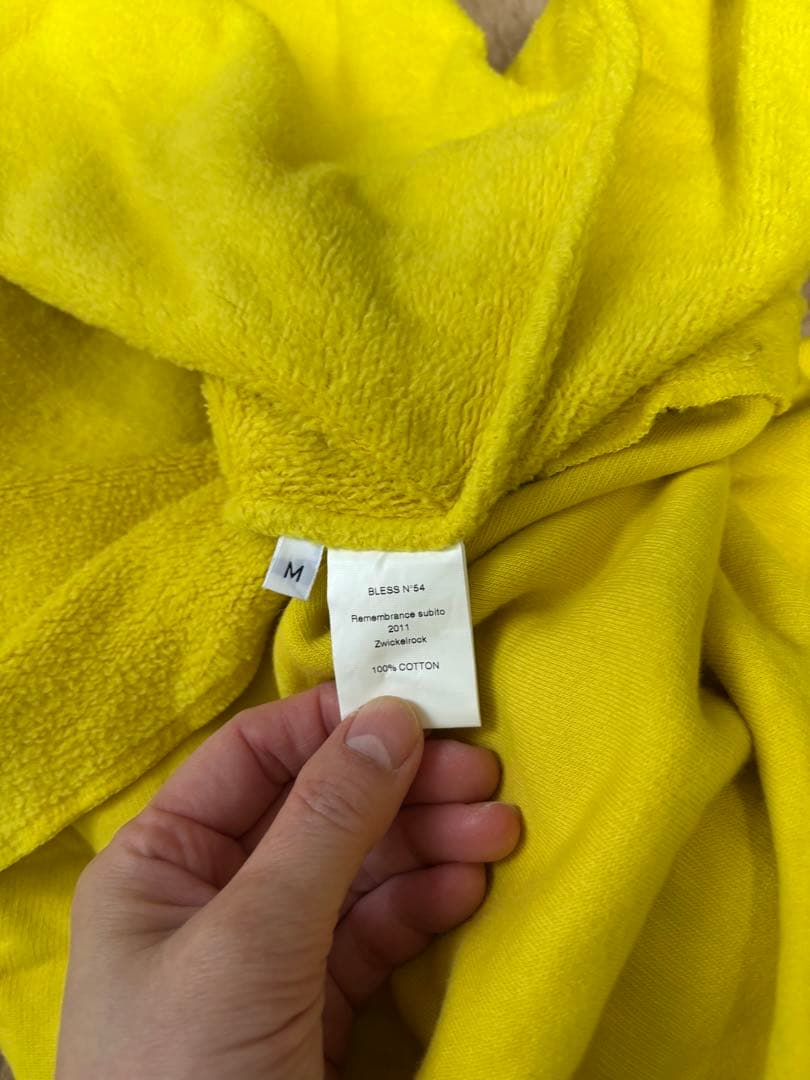 M
BLESS N°54
Remembrance subito
2011
Zwickelrock
100% COTTON